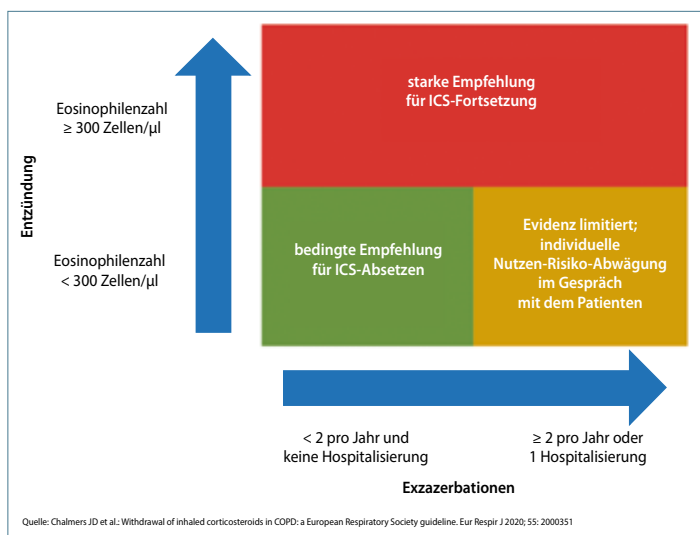 starke Empfehlung
für ICS-Fortsetzung
Eosinophilenzahl
≥ 300 Zellen/µl
Entzündung
Eosinophilenzahl
< 300 Zellen/µl
bedingte Empfehlung
für ICS-Absetzen
Evidenz limitiert;
individuelle
Nutzen-Risiko-Abwägung
im Gespräch
mit dem Patienten
< 2 pro Jahr und
keine Hospitalisierung
≥ 2 pro Jahr oder
1 Hospitalisierung
Exzazerbationen
Quelle: Chalmers JD et al.: Withdrawal of inhaled corticosteroids in COPD: a European Respiratory Society guideline. Eur Respir J 2020; 55: 2000351